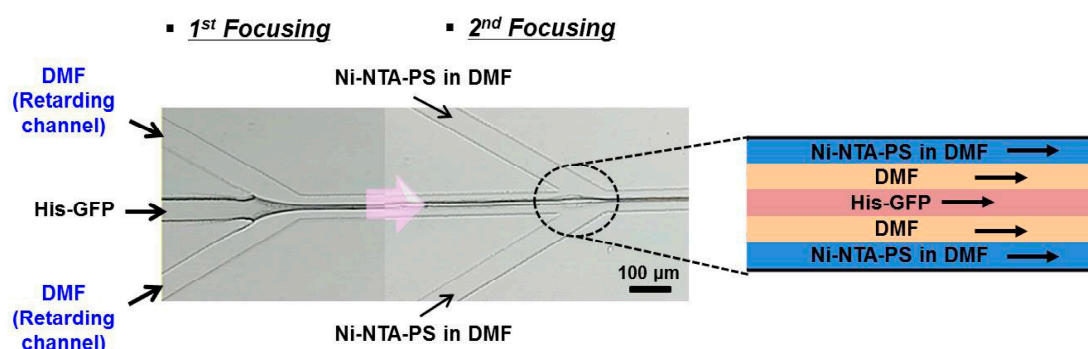 ▪ 1st Focusing
▪ 2nd Focusing
DMF
(Retarding
channel)
Ni-NTA-PS in DMF
His-GFP
DMF
(Retarding
channel)
Ni-NTA-PS in DMF
100 µm
Ni-NTA-PS in DMF
DMF
His-GFP
DMF
Ni-NTA-PS in DMF